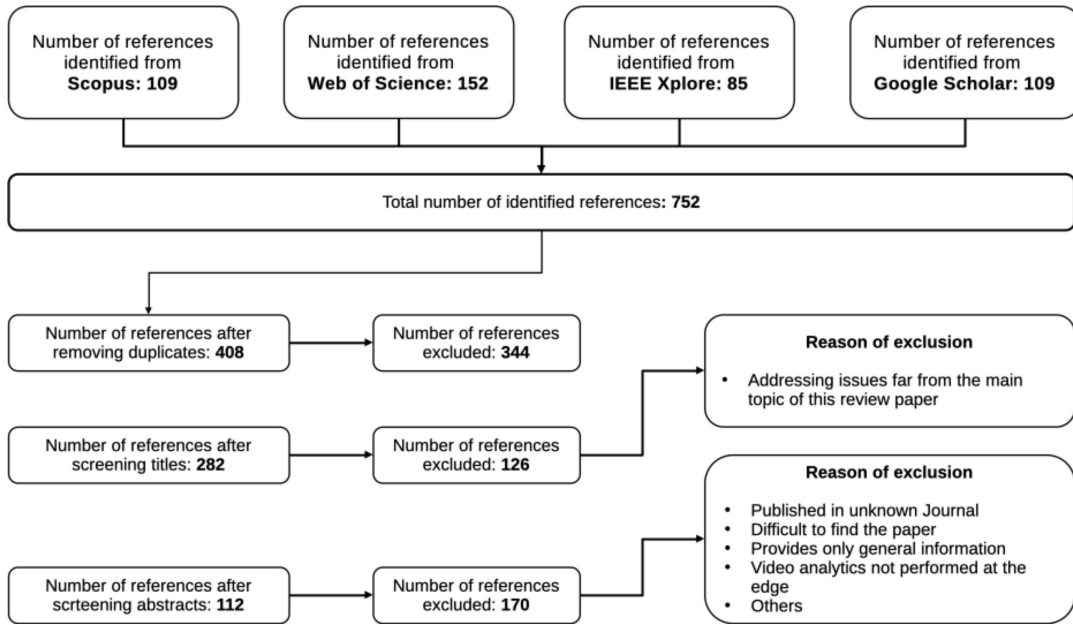 Number of references
identified from
Scopus: 109
Number of references
identified from
Web of Science: 152
Number of references
identified from
IEEE Xplore: 85
Number of references
identified from
Google Scholar: 109
Total number of identified references: 752
Number of references after
removing duplicates: 408
Number of references
excluded: 344
Reason of exclusion
• Addressing issues far from the main
topic of this review paper
Number of references after
screening titles: 282
Number of references
excluded: 126
Reason of exclusion
• Published in unknown Journal
• Difficult to find the paper
• Provides only general information
• Video analytics not performed at the
edge
• Others
Number of references after
scrteening abstracts: 112
Number of references
excluded: 170